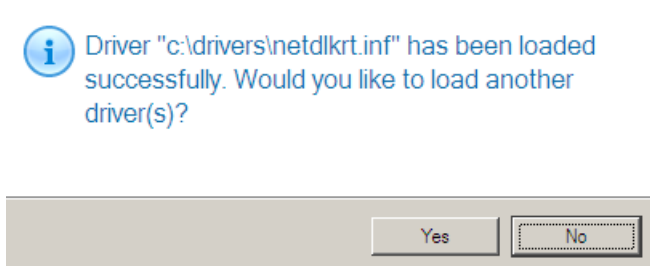 Driver "c:\drivers\netdlkrt.inf" has been loaded
successfully. Would you like to load another
driver(s)?
Yes No